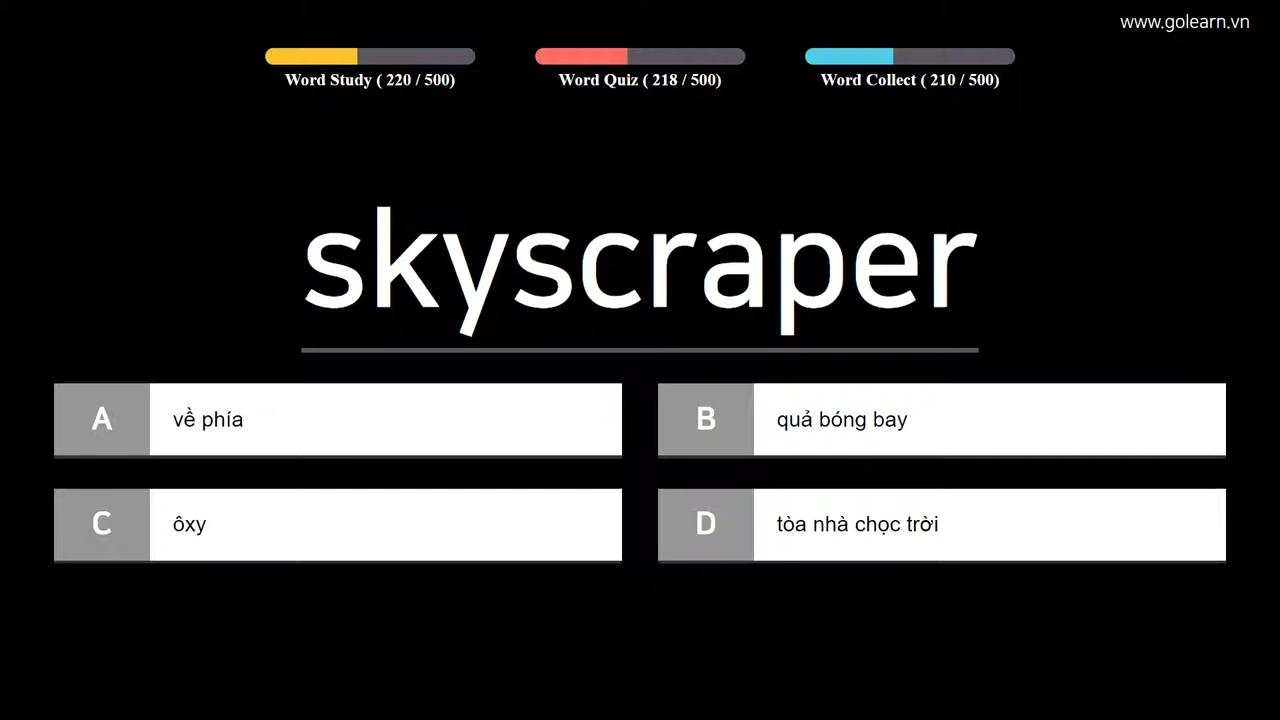 www.golearn.vn
Word Study ( 220 / 500)
Word Quiz ( 218 / 500)
Word Collect ( 210 / 500)
skyscraper
A về phía
B quả bóng bay
C ôxy
D tòa nhà chọc trời